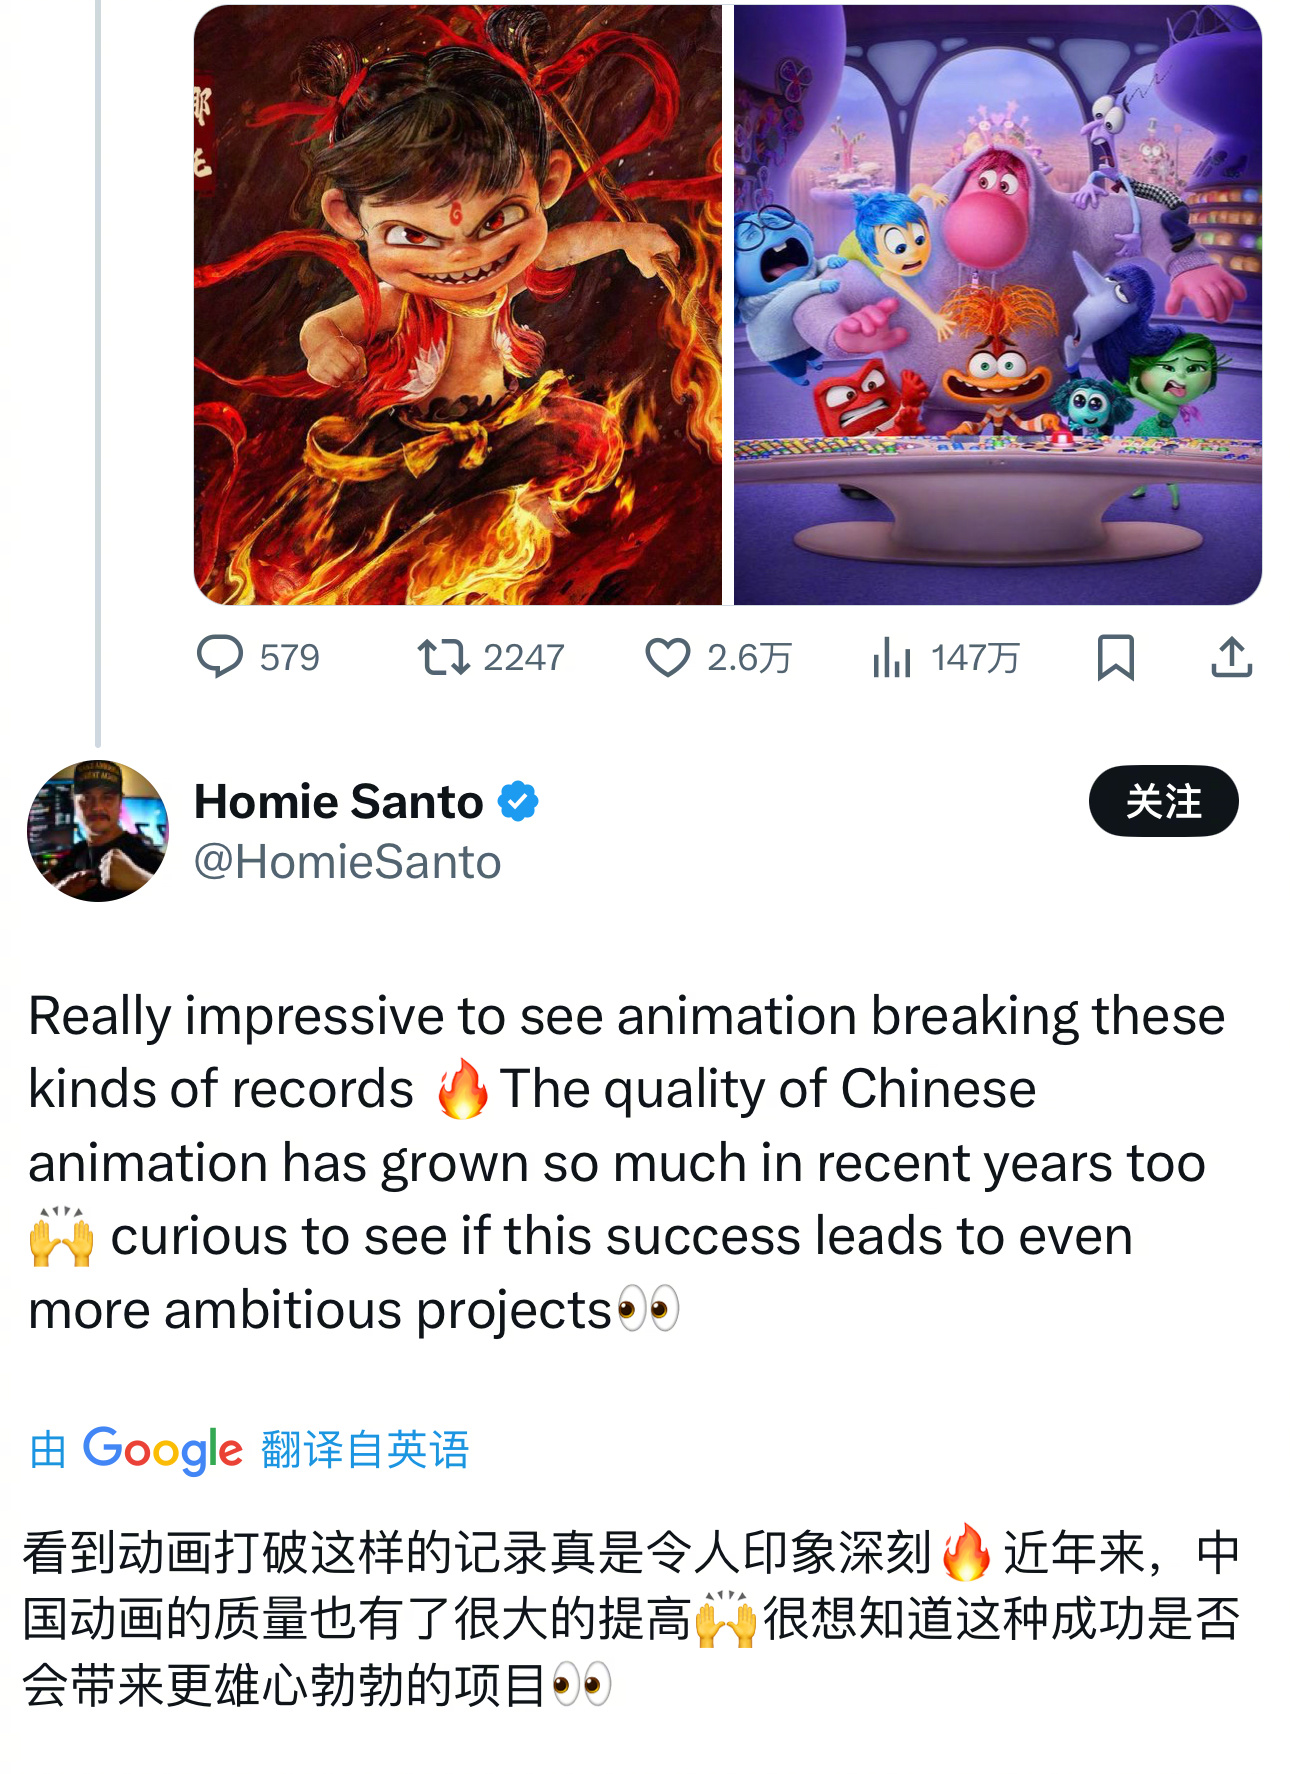 579 2247 2.6万 147万
Homie Santo
关注
@HomieSanto
Really impressive to see animation breaking these
kinds of records 🔥The quality of Chinese
animation has grown so much in recent years too
🙌 curious to see if this success leads to even
more ambitious projects👀
由 Google 翻译自英语
看到动画打破这样的记录真是令人印象深刻🔥近年来，中
国动画的质量也有了很大的提高🙌很想知道这种成功是否
会带来更雄心勃勃的项目👀